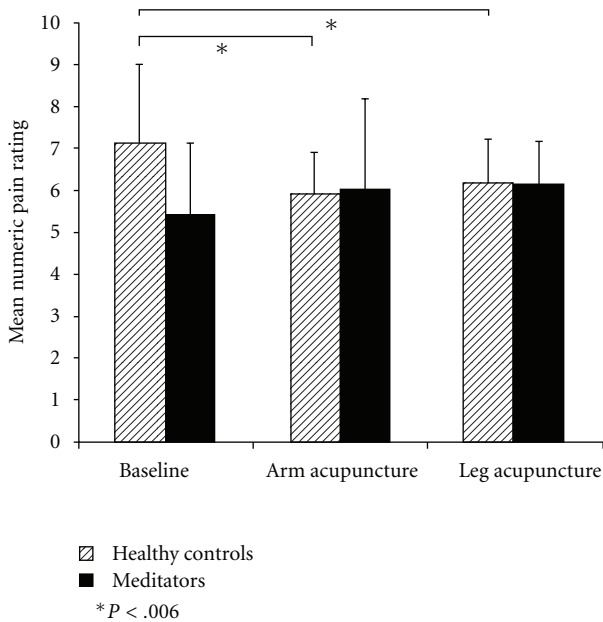 10
*
*
9
8
7
6
5
4
3
2
1
0
Mean numeric pain rating
Baseline
Arm acupuncture
Leg acupuncture
Healthy controls
Meditators
*P < .006